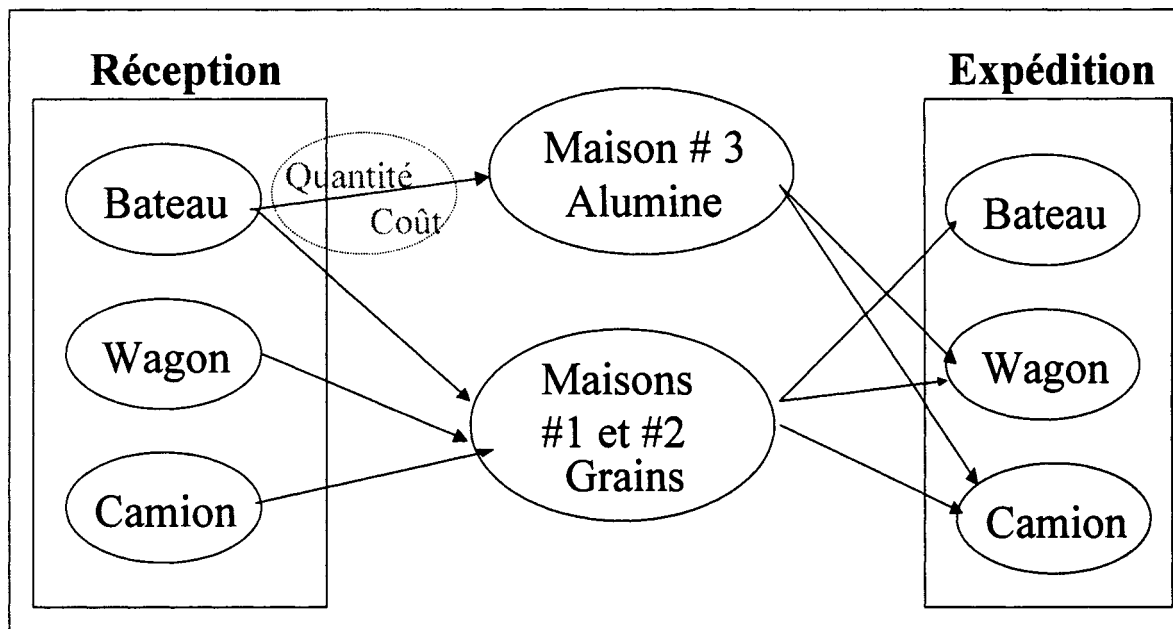 Réception
Expédition
Bateau
Quantité
Coût
Maison # 3
Alumine
Bateau
Wagon
Maisons
#1 et #2
Grains
Wagon
Camion
Camion